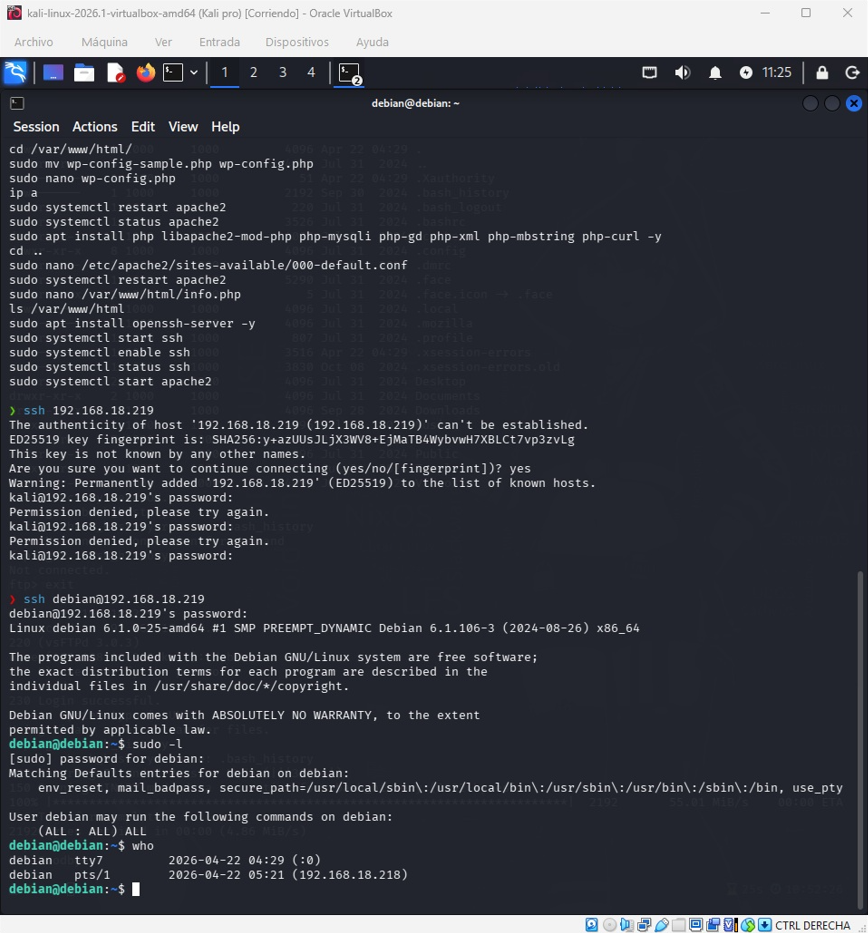 kali-linux-2026.1-virtualbox-amd64 (Kali pro) [Corriendo] - Oracle VirtualBox
Archivo Máquina Ver Entrada Dispositivos Ayuda
1 2 3 4 2 11:25
debian@debian: ~
Session Actions Edit View Help
cd /var/www/html/
sudo mv wp-config-sample.php wp-config.php
sudo nano wp-config.php
ip a
sudo systemctl restart apache2
sudo systemctl status apache2
sudo apt install php libapache2-mod-php php-mysqli php-gd php-xml php-mbstring php-curl -y
cd ..
sudo nano /etc/apache2/sites-available/000-default.conf
sudo systemctl restart apache2
sudo nano /var/www/html/info.php
ls /var/www/html
sudo apt install openssh-server -y
sudo systemctl start ssh
sudo systemctl enable ssh
sudo systemctl status ssh
sudo systemctl start apache2
❯ ssh 192.168.18.219
The authenticity of host '192.168.18.219 (192.168.18.219)' can't be established.
ED25519 key fingerprint is: SHA256:y+azUUsJLjX3WV8+EjMaTB4WybvwH7XBLCt7vp3zvLg
This key is not known by any other names.
Are you sure you want to continue connecting (yes/no/[fingerprint])? yes
Warning: Permanently added '192.168.18.219' (ED25519) to the list of known hosts.
kali@192.168.18.219's password:
Permission denied, please try again.
kali@192.168.18.219's password:
Permission denied, please try again.
kali@192.168.18.219's password:
❯ ssh debian@192.168.18.219
debian@192.168.18.219's password:
Linux debian 6.1.0-25-amd64 #1 SMP PREEMPT_DYNAMIC Debian 6.1.106-3 (2024-08-26) x86_64
The programs included with the Debian GNU/Linux system are free software;
the exact distribution terms for each program are described in the
individual files in /usr/share/doc/*/copyright.
Debian GNU/Linux comes with ABSOLUTELY NO WARRANTY, to the extent
permitted by applicable law.
debian@debian:~$ sudo -l
[sudo] password for debian:
Matching Defaults entries for debian on debian:
env_reset, mail_badpass, secure_path=/usr/local/sbin\:/usr/local/bin\:/usr/sbin\:/usr/bin\:/sbin\:/bin, use_pty
User debian may run the following commands on debian:
(ALL : ALL) ALL
debian@debian:~$ who
debian tty7 2026-04-22 04:29 (:0)
debian pts/1 2026-04-22 05:21 (192.168.18.218)
debian@debian:~$
CTRL DERECHA